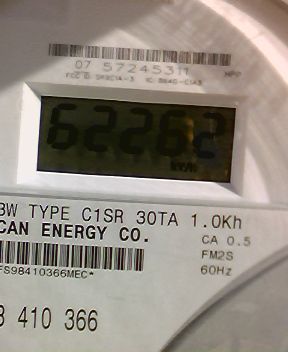 07 57245311
62262
kWh
3W TYPE C1SR 30TA 1.0Kh
CAN ENERGY CO.
CA 0.5
FM2S
60Hz
FS98410366MEC*
8 410 366